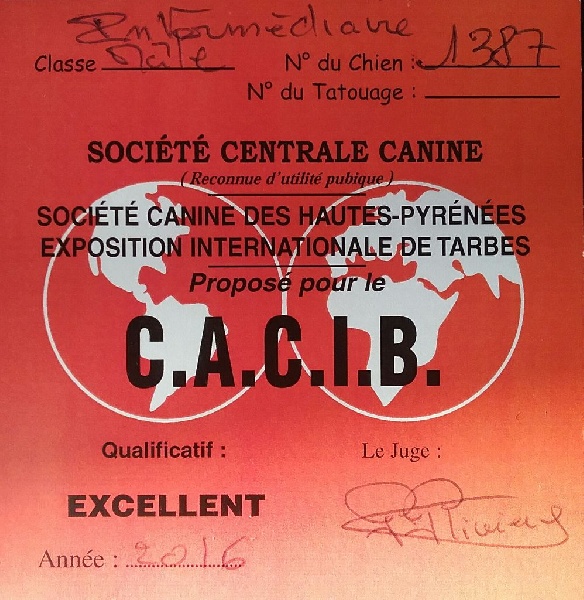 Intermédiaire
Classe Mâle N° du Chien : 1387
N° du Tatouage :
SOCIÉTÉ CENTRALE CANINE
( Reconnue d'utilité pubique )
SOCIÉTÉ CANINE DES HAUTES-PYRÉNÉES
EXPOSITION INTERNATIONALE DE TARBES
Proposé pour le
C.A.C.I.B.
Qualificatif : Le Juge :
EXCELLENT
Année : 2016